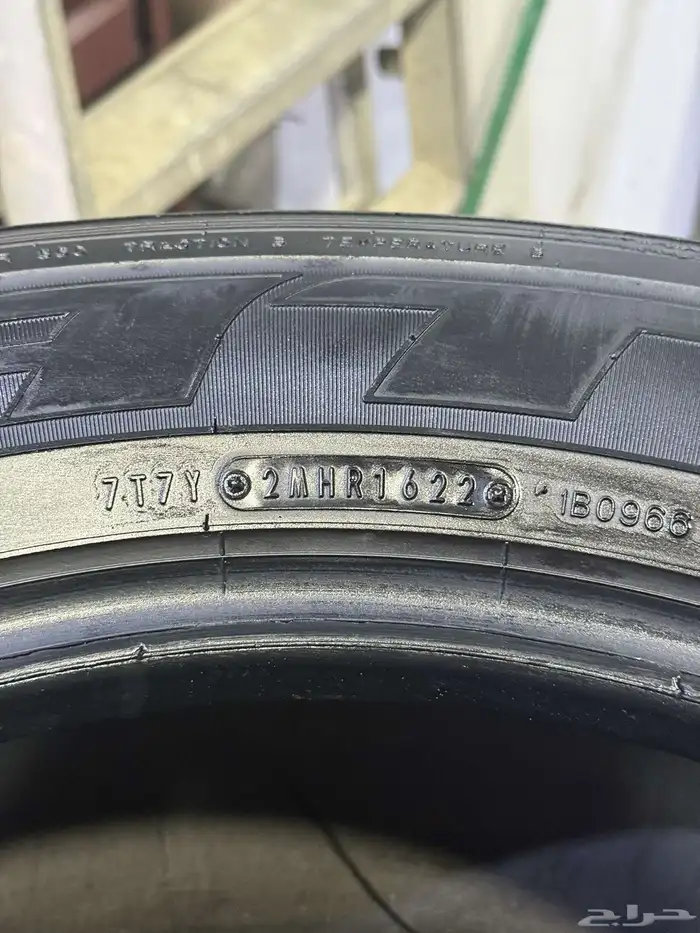 TRACTION B TEMPERATURE B
7T7Y 2MHR1622 1B0966
حراج